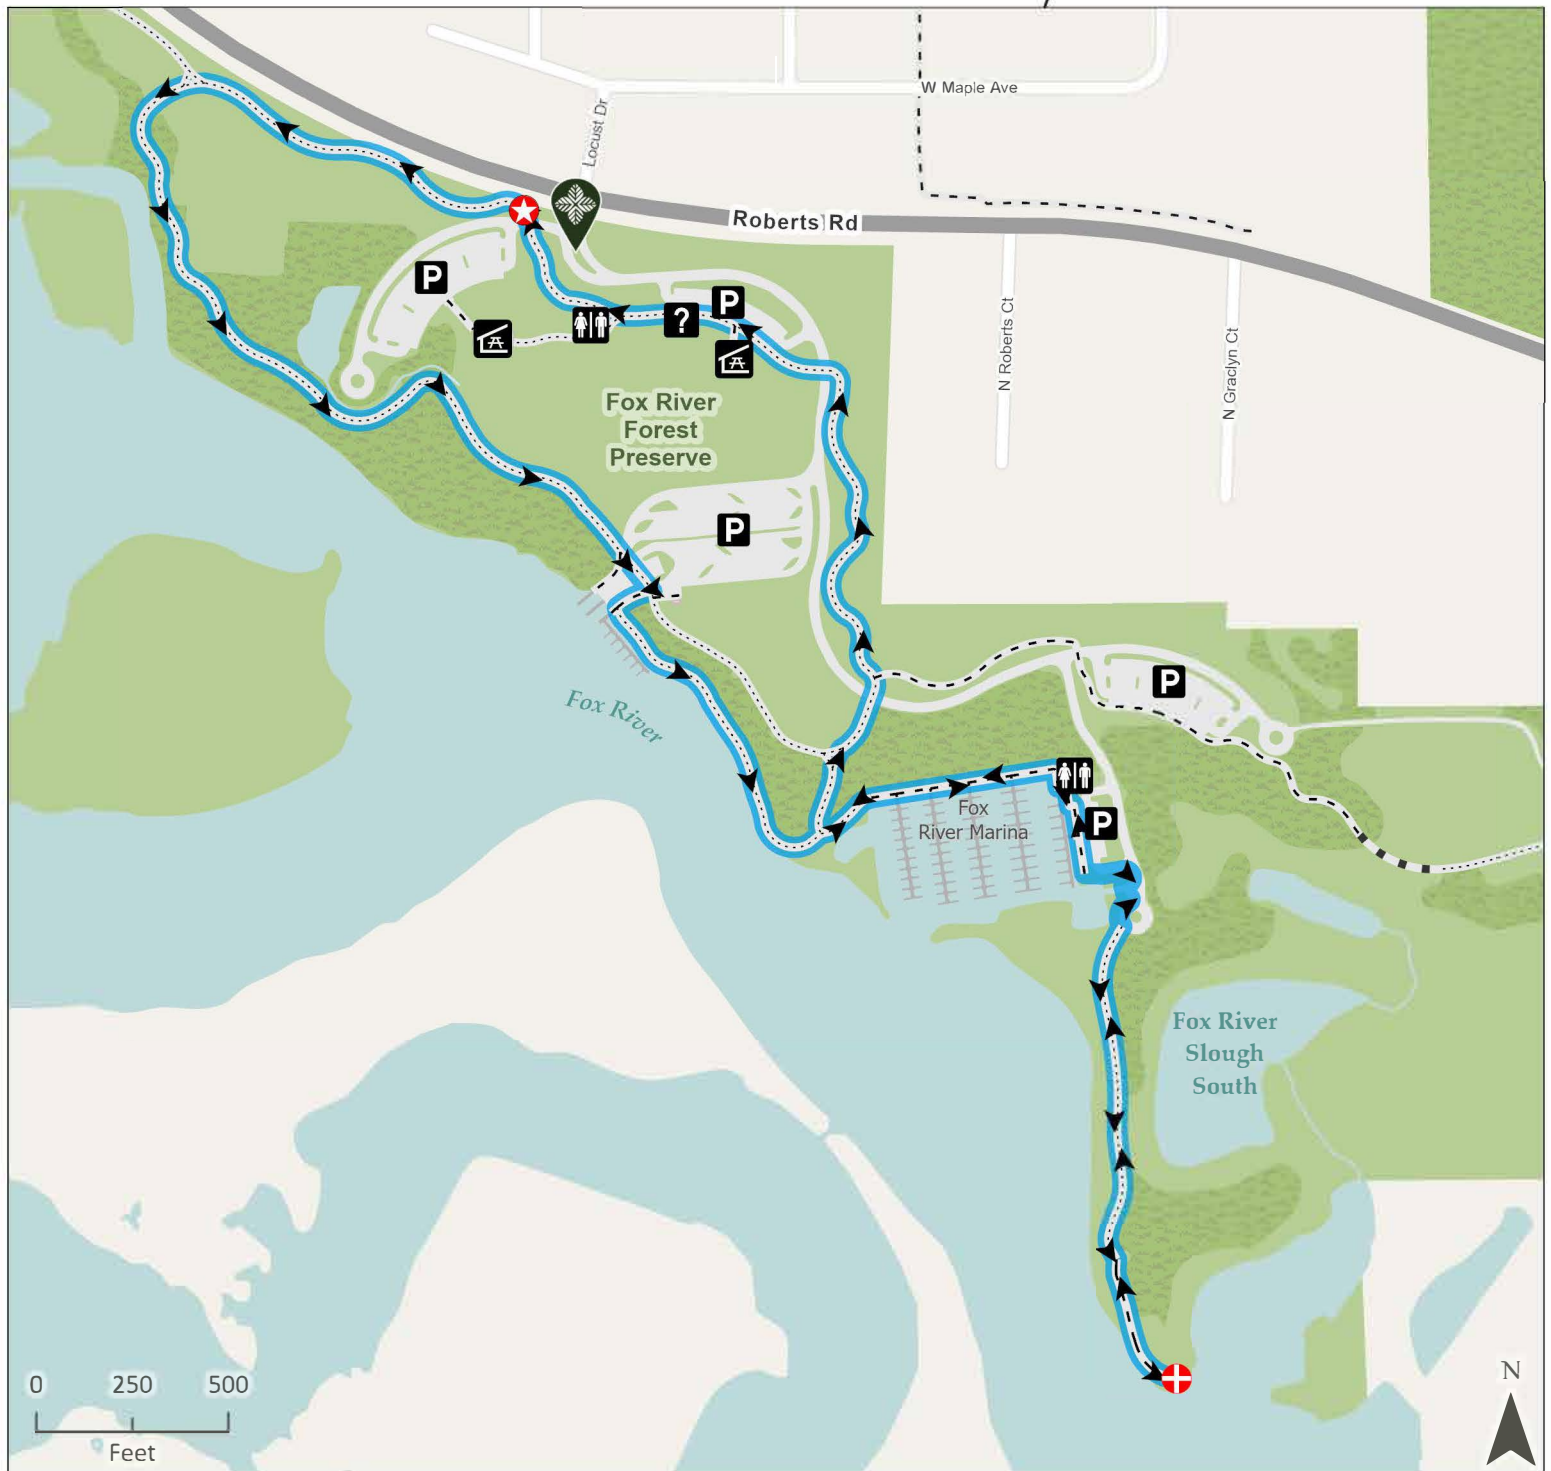 W Maple Ave
Locust Dr
Roberts Rd
P
P
?
N Roberts Ct
N Graclyn Ct
Fox River
Forest
Preserve
P
P
Fox River
Fox
River Marina
P
Fox River
Slough
South
0 250 500
Feet
N